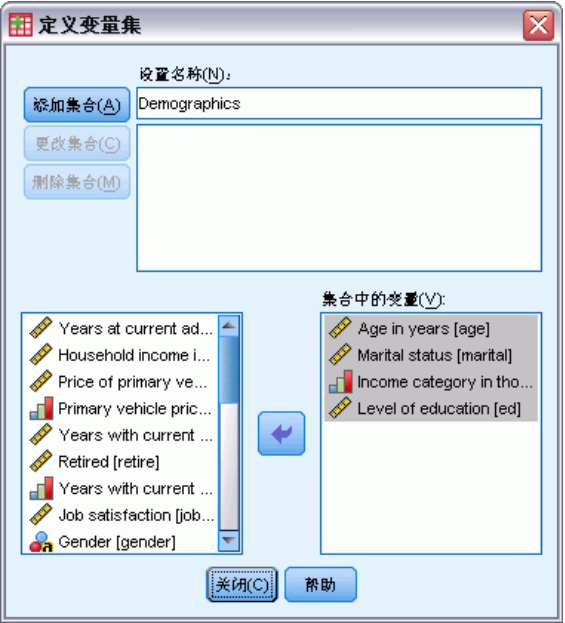 定义变量集
设置名称(N)：
添加集合(A)
Demographics
更改集合(C)
删除集合(M)
集合中的变量(V):
Years at current ad...
Household income i...
Price of primary ve...
Primary vehicle pric...
Years with current ...
Retired [retire]
Years with current ...
Job satisfaction [job...
Gender [gender]
Age in years [age]
Marital status [marital]
Income category in tho...
Level of education [ed]
关闭(C)
帮助